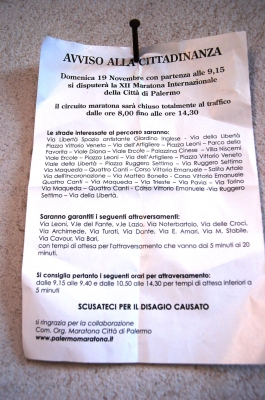 AVVISO ALLA CITTADINANZA
Domenica 19 Novembre con partenza alle 9,15
si disputerà la XII Maratona Internazionale
della Città di Palermo
il circuito maratona sarà chiuso totalmente al traffico
dalle ore 8,00 fino alle ore 14,30
Le strade interessate al percorso saranno:
Via Libertà Spazio antistante Giardino Inglese - Via della Libertà
Piazza Vittorio Veneto - Via dell'Artigliere - Piazza Leoni - Parco della
Favorita - Viale Diana - Viale Ercole - Palazzina Cinese - Villa Niscemi
Viale Ercole - Piazza Leoni - Via dell'Artigliere - Piazza Vittorio Veneto
Viale della Libertà - Piazza Ruggero Settimo - Via Ruggero Settimo
Via Maqueda - Quattro Canti - Corso Vittorio Emanuele - Salita Artale
Via dell'Incoronazione - Via Matteo Bonello - Corso Vittorio Emanuele
Quattro Canti - Via Maqueda - Via Trieste - Via Pavia - Via Torino
Via Maqueda - Quattro Canti - Corso Vittorio Emanuele - Via Ruggero
Settimo - Via della Libertà.
Saranno garantiti i seguenti attraversamenti:
Via Leoni, V.le del Fante, V.le Lazio, Via Noterbartolo, Via delle Croci,
Via Archimede, Via Turati, Via Dante, Via E. Amari, Via M. Stabile,
Via Cavour, Via Bari,
con tempi di attesa per l'attraversamento che vanno dai 5 minuti ai 20
minuti.
Si consiglia pertanto i seguenti orari per attraversamento:
dalle 9,15 alle 9,40 e dalle 10,50 alle 14,30 per tempi di attesa inferiori a
5 minuti
SCUSATECI PER IL DISAGIO CAUSATO
si ringrazia per la collaborazione
Com. Org. Maratona Città di Palermo
www.palermomaratona.it